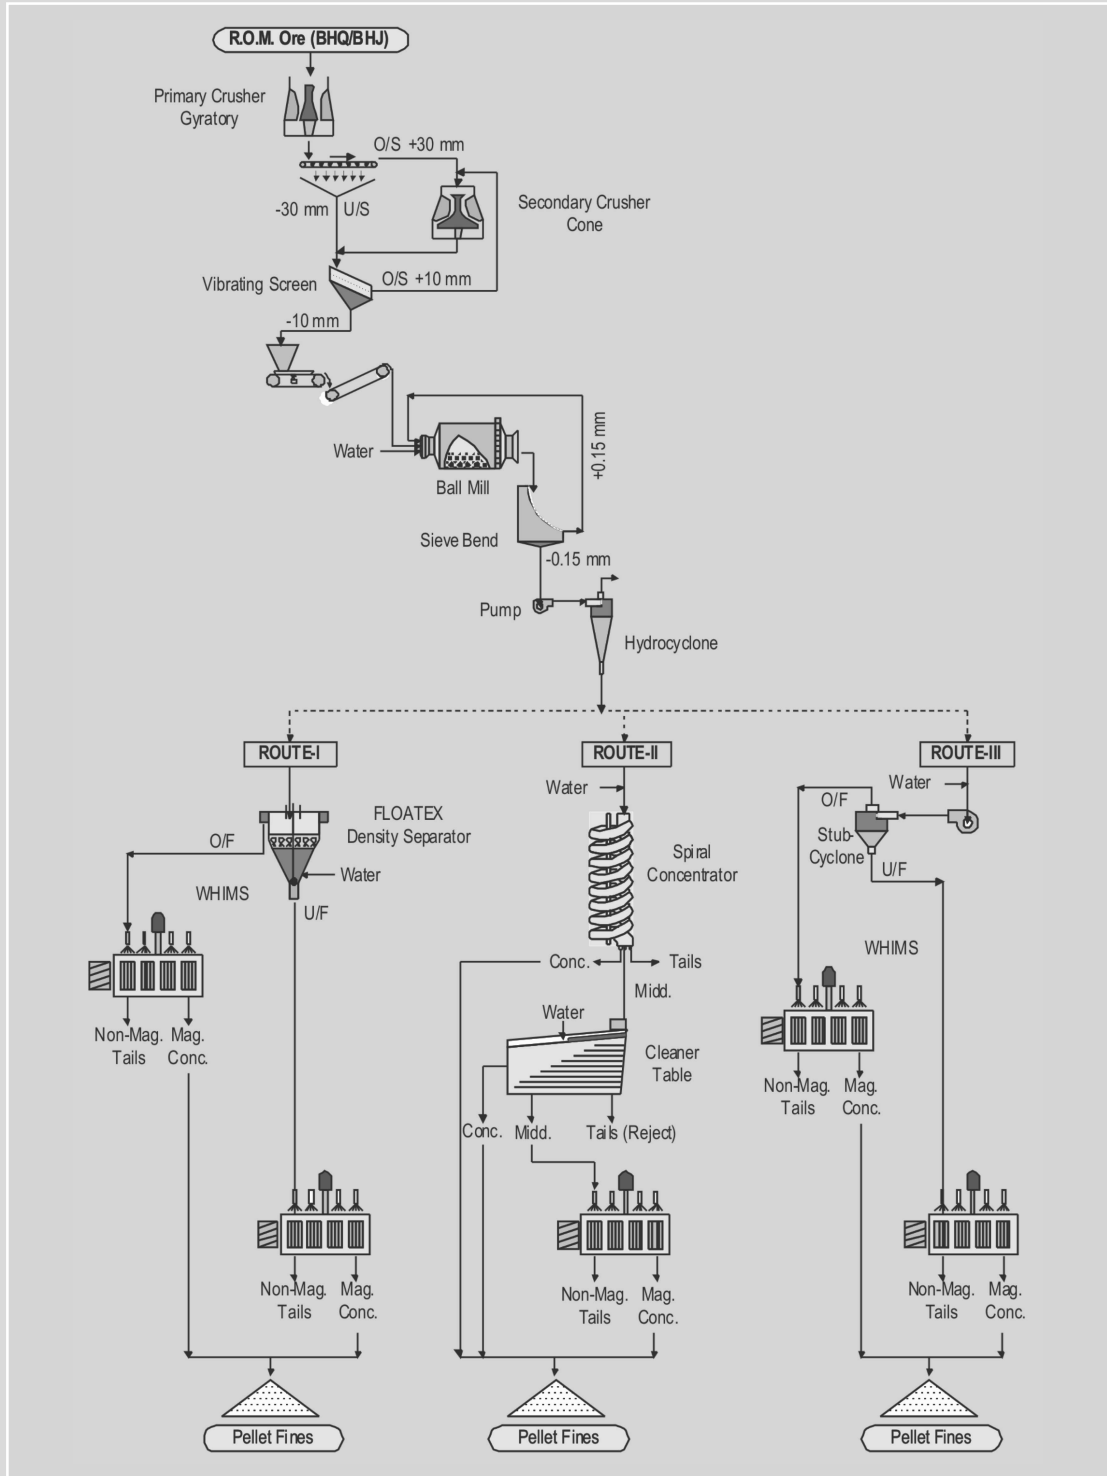 R.O.M. Ore (BHQ/BHJ)
Primary Crusher
Gyratory
O/S +30 mm
-30 mm U/S
Secondary Crusher
Cone
Vibrating Screen
O/S +10 mm
-10 mm
Water
+0.15 mm
Ball Mill
Sieve Bend
-0.15 mm
Pump
Hydrocyclone
ROUTE-I
ROUTE-II
ROUTE-III
FLOATEX
Density Separator
O/F
Water
WHIMS
U/F
Non-Mag.
Tails
Mag.
Conc.
Non-Mag.
Tails
Mag.
Conc.
Pellet Fines
Water
Spiral
Concentrator
Conc.
Tails
Midd.
Water
Cleaner
Table
Conc.
Midd.
Tails (Reject)
Non-Mag.
Tails
Mag.
Conc.
Pellet Fines
Water
O/F
Stub-
Cyclone
U/F
WHIMS
Non-Mag.
Tails
Mag.
Conc.
Non-Mag.
Tails
Mag.
Conc.
Pellet Fines